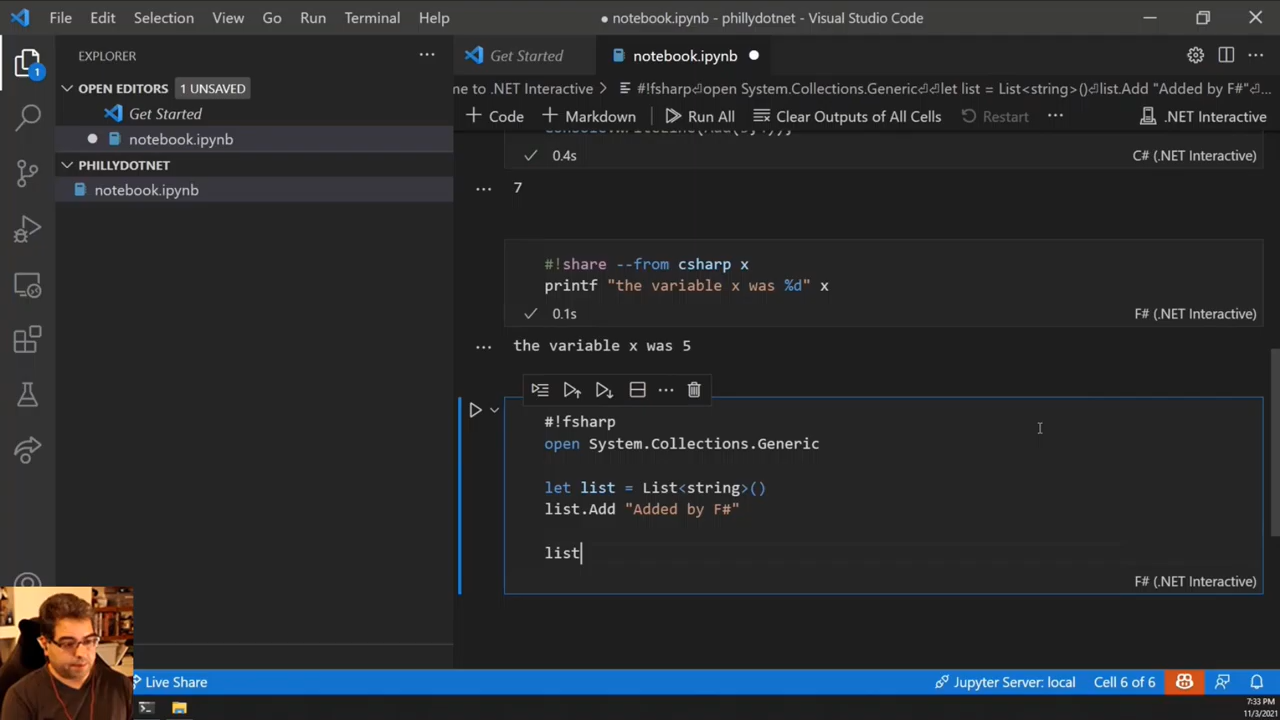 File Edit Selection View Go Run Terminal Help
● notebook.ipynb - phillydotnet - Visual Studio Code
EXPLORER
OPEN EDITORS 1 UNSAVED
Get Started
notebook.ipynb
PHILLYDOTNET
notebook.ipynb
1
Get Started notebook.ipynb
me to .NET Interactive > #!fsharp⏎open System.Collections.Generic⏎⏎let list = List<string>()⏎list.Add "Added by F#"⏎...
+ Code + Markdown Run All Clear Outputs of All Cells Restart ... .NET Interactive
0.4s C# (.NET Interactive)
7
#!share --from csharp x
printf "the variable x was %d" x
0.1s F# (.NET Interactive)
the variable x was 5
#!fsharp
open System.Collections.Generic
let list = List<string>()
list.Add "Added by F#"
list
F# (.NET Interactive)
Live Share Jupyter Server: local Cell 6 of 6
7:33 PM
11/3/2021